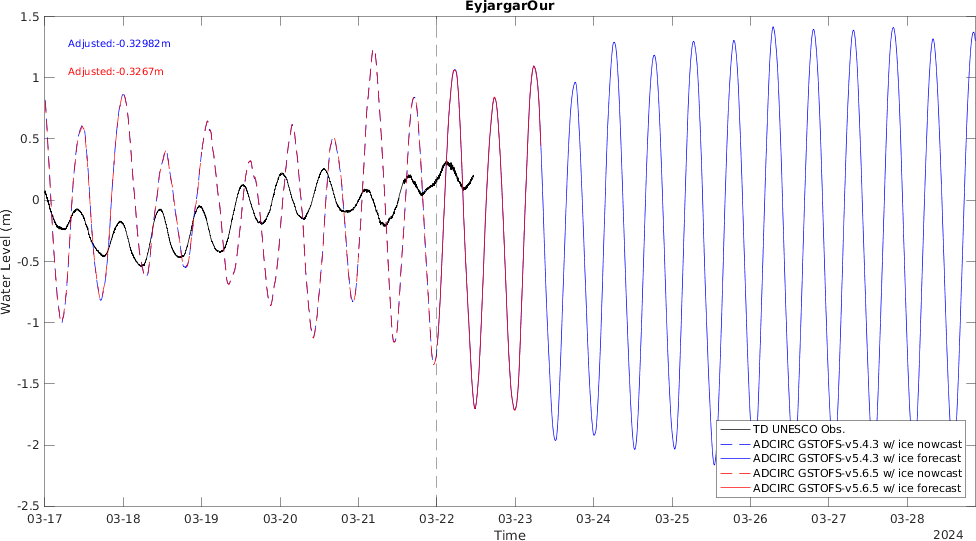 EyjargarOur
Adjusted:-0.32982m
Adjusted:-0.3267m
Water Level (m)
1.5
1
0.5
0
-0.5
-1
-1.5
-2
-2.5
TD UNESCO Obs.
ADCIRC GSTOFS-v5.4.3 w/ ice nowcast
ADCIRC GSTOFS-v5.4.3 w/ ice forecast
ADCIRC GSTOFS-v5.6.5 w/ ice nowcast
ADCIRC GSTOFS-v5.6.5 w/ ice forecast
03-17 03-18 03-19 03-20 03-21 03-22 03-23 03-24 03-25 03-26 03-27 03-28
Time
2024